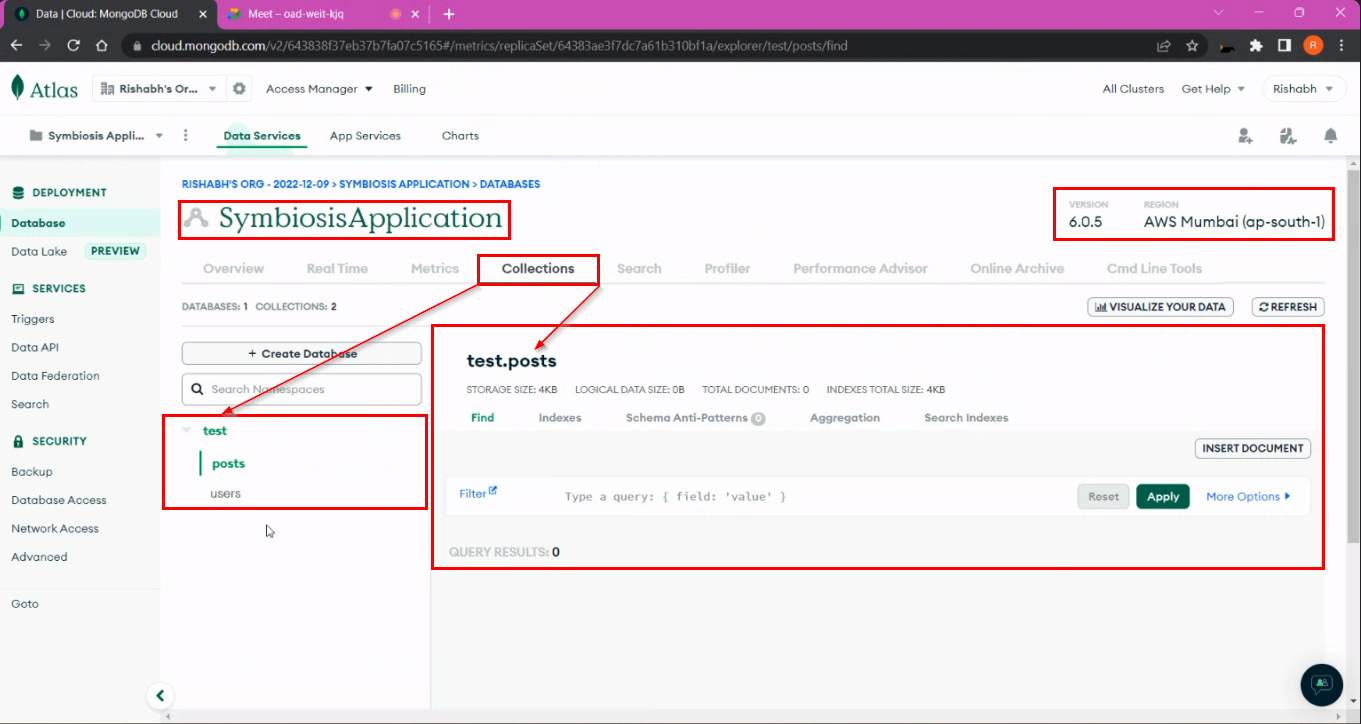 Data | Cloud: MongoDB Cloud
Meet – oad-weit-kjq
cloud.mongodb.com/v2/643838f37eb37b7fa07c5165#/metrics/replicaSet/64383ae3f7dc7a61b310bf1a/explorer/test/posts/find
R
Atlas
Rishabh's Or...
Access Manager
Billing
All Clusters
Get Help
Rishabh
Symbiosis Appli...
Data Services
App Services
Charts
DEPLOYMENT
Database
Data Lake PREVIEW
SERVICES
Triggers
Data API
Data Federation
Search
SECURITY
Backup
Database Access
Network Access
Advanced
Goto
RISHABH'S ORG - 2022-12-09 > SYMBIOSIS APPLICATION > DATABASES
SymbiosisApplication
VERSION
6.0.5
REGION
AWS Mumbai (ap-south-1)
Overview
Real Time
Metrics
Collections
Search
Profiler
Performance Advisor
Online Archive
Cmd Line Tools
DATABASES: 1 COLLECTIONS: 2
VISUALIZE YOUR DATA
REFRESH
+ Create Database
Search Namespaces
test
posts
users
test.posts
STORAGE SIZE: 4KB LOGICAL DATA SIZE: 0B TOTAL DOCUMENTS: 0 INDEXES TOTAL SIZE: 4KB
Find
Indexes
Schema Anti-Patterns 0
Aggregation
Search Indexes
INSERT DOCUMENT
Filter
Type a query: { field: 'value' }
Reset
Apply
More Options
QUERY RESULTS: 0